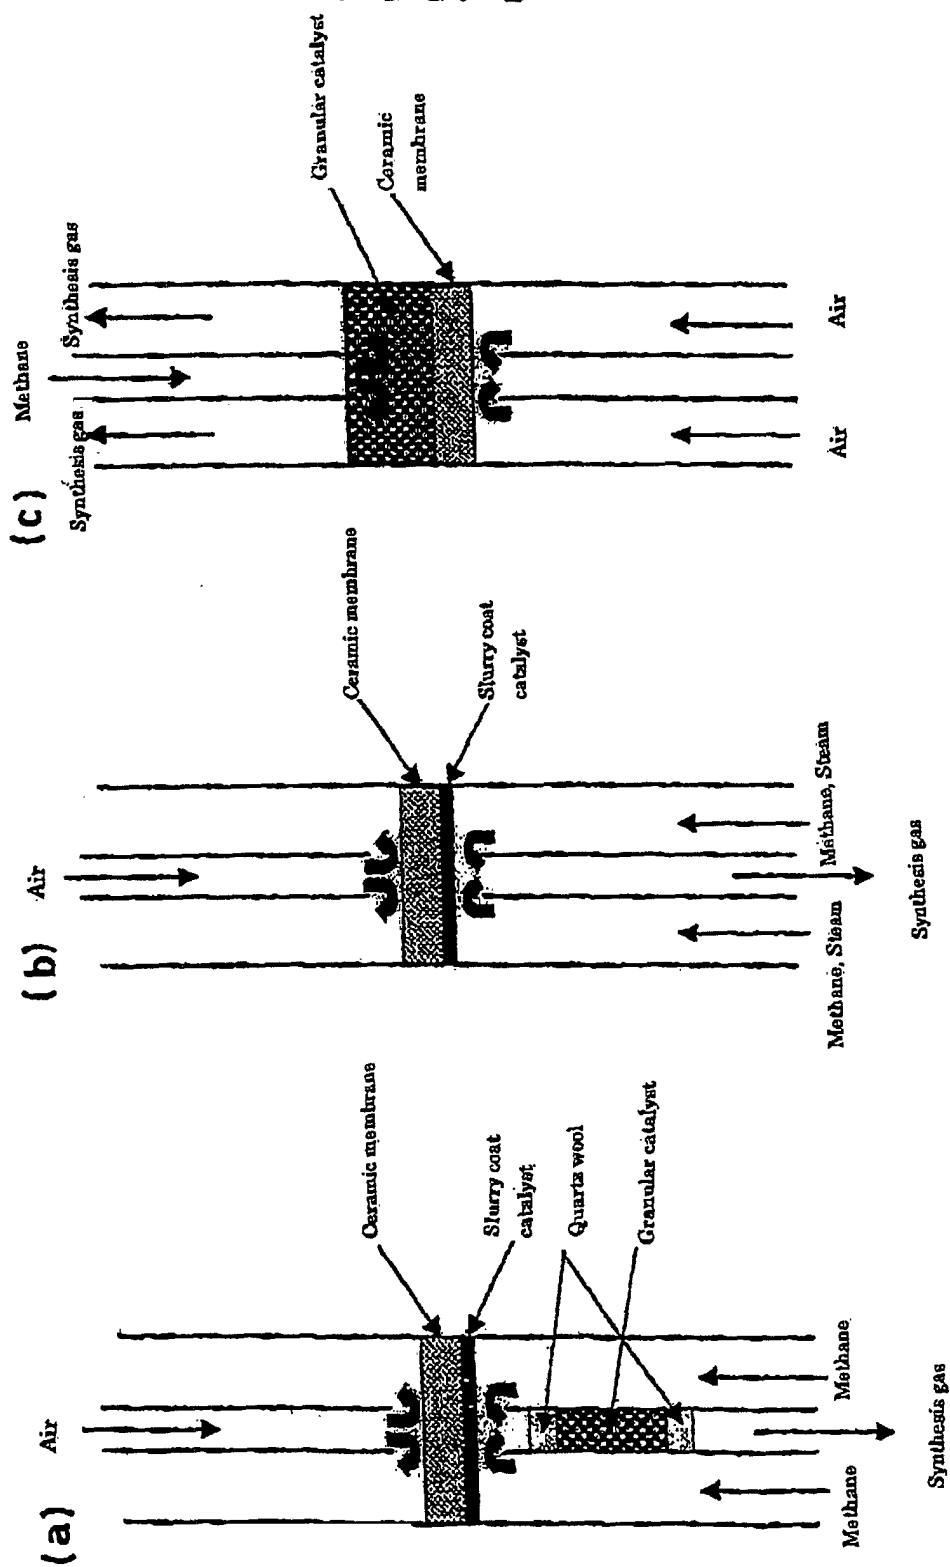 (a)
Air
Ceramic membrane
Slurry coat
catalyst
Quartz wool
Granular catalyst
Methane
Methane
Synthesis gas
(b)
Air
Ceramic membrane
Slurry coat
catalyst
Methane, Steam
Methane, Steam
Synthesis gas
(c)
Synthesis gas
Methane
Synthesis gas
Granular catalyst
Ceramic
membrane
Air
Air